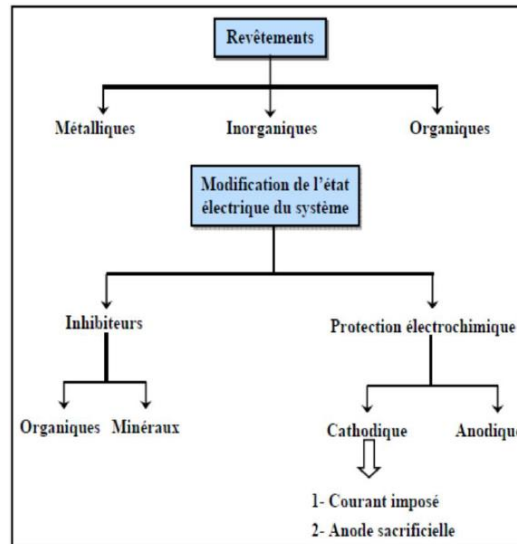 Revêtements
Métalliques Inorganiques Organiques
Modification de l’état
électrique du système
Inhibiteurs Protection électrochimique
Organiques Minéraux Cathodique Anodique
1- Courant imposé
2- Anode sacrificielle